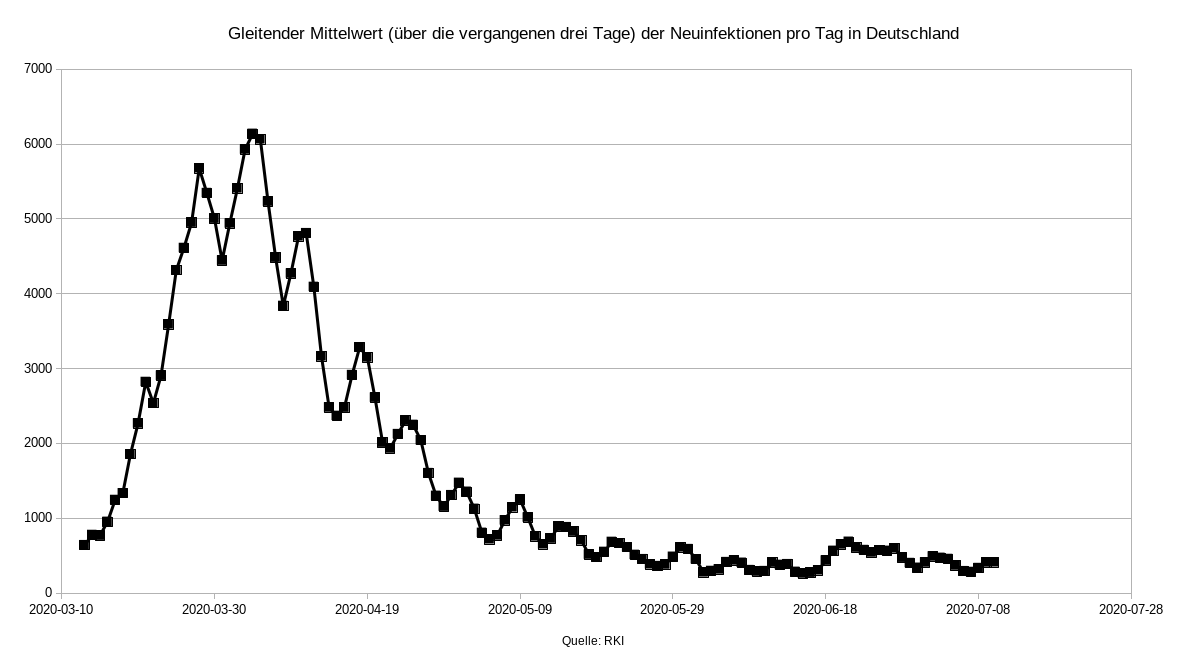 Gleitender Mittelwert (über die vergangenen drei Tage) der Neuinfektionen pro Tag in Deutschland
7000
6000
5000
4000
3000
2000
1000
0
2020-03-10 2020-03-30 2020-04-19 2020-05-09 2020-05-29 2020-06-18 2020-07-08 2020-07-28
Quelle: RKI